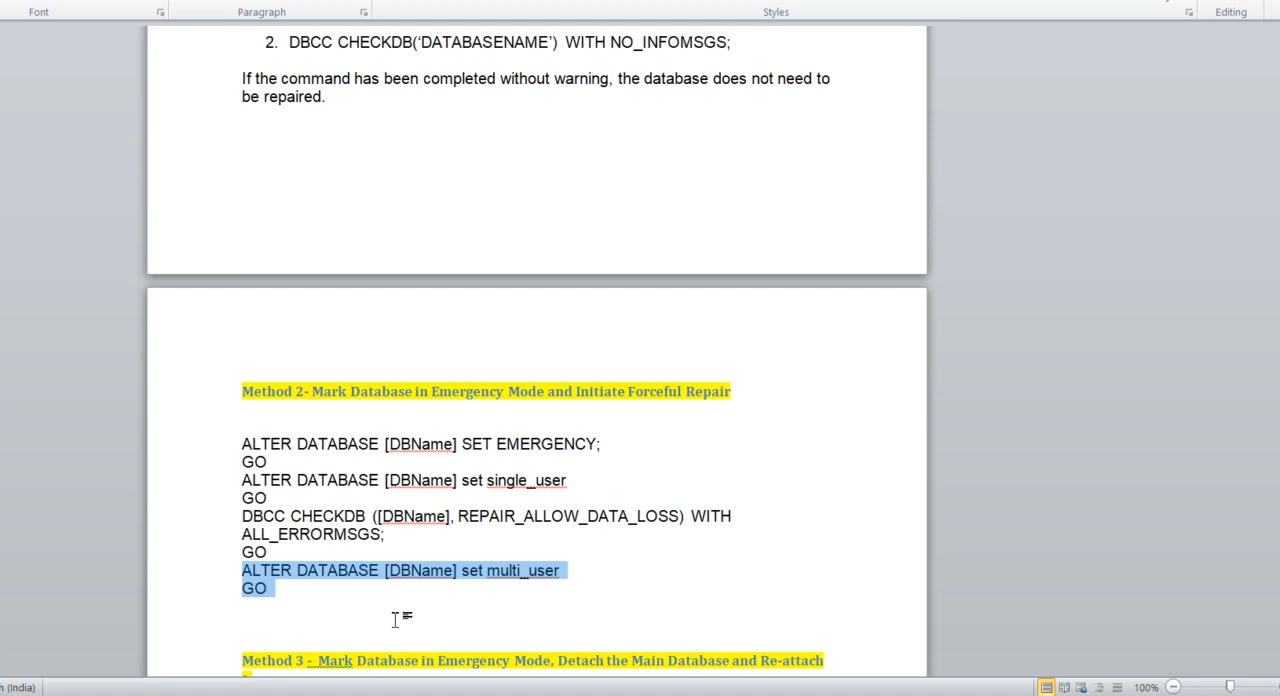 Font Paragraph Styles Editing
2. DBCC CHECKDB(‘DATABASENAME’) WITH NO_INFOMSGS;
If the command has been completed without warning, the database does not need to
be repaired.
Method 2- Mark Database in Emergency Mode and Initiate Forceful Repair
ALTER DATABASE [DBName] SET EMERGENCY;
GO
ALTER DATABASE [DBName] set single_user
GO
DBCC CHECKDB ([DBName], REPAIR_ALLOW_DATA_LOSS) WITH
ALL_ERRORMSGS;
GO
ALTER DATABASE [DBName] set multi_user
GO
Method 3 - Mark Database in Emergency Mode, Detach the Main Database and Re-attach
(India) 100%